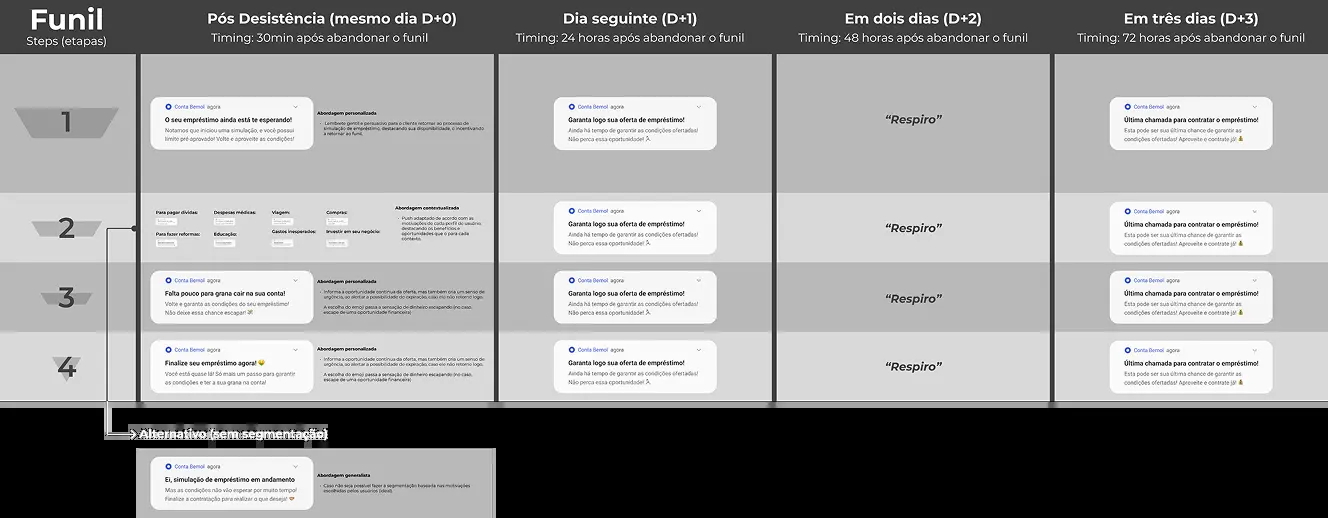 Funil
Steps (etapas)
Pós Desistência (mesmo dia D+0)
Timing: 30min após abandonar o funil
Dia seguinte (D+1)
Timing: 24 horas após abandonar o funil
Em dois dias (D+2)
Timing: 48 horas após abandonar o funil
Em três dias (D+3)
Timing: 72 horas após abandonar o funil
1
Conta Bemol agora
O seu empréstimo ainda está te esperando!
Notamos que iniciou uma simulação, e você possui
limite pré aprovado! Volte e aproveite as condições!
Abordagem personalizada
- Lembrete gentil e persuasivo para o cliente retornar ao processo de
simulação de empréstimo, destacando sua disponibilidade, o incentivando
a retornar ao funil.
Conta Bemol agora
Garanta logo sua oferta de empréstimo!
Ainda há tempo de garantir as condições ofertadas!
Não perca essa oportunidade!
“Respiro”
Conta Bemol agora
Última chamada para contratar o empréstimo!
Esta pode ser sua última chance de garantir as
condições ofertadas! Aproveite e contrate já!
2
Para pagar dívidas:
Despesas médicas:
Viagem:
Compras:
Para fazer reformas:
Educação:
Gastos inesperados:
Investir em seu negócio:
Abordagem contextualizada
- Push adaptado de acordo com as
motivações de cada perfil do usuário,
destacando os benefícios e
oportunidades que o para cada
contexto.
Conta Bemol agora
Garanta logo sua oferta de empréstimo!
Ainda há tempo de garantir as condições ofertadas!
Não perca essa oportunidade!
“Respiro”
Conta Bemol agora
Última chamada para contratar o empréstimo!
Esta pode ser sua última chance de garantir as
condições ofertadas! Aproveite e contrate já!
3
Conta Bemol agora
Falta pouco para grana cair na sua conta!
Volte e garanta as condições do seu empréstimo!
Não deixe essa chance escapar! 💸
Abordagem personalizada
- Informa a oportunidade contínua da oferta, mas também cria um senso de
urgência, ao alertar a possibilidade de expiração, caso ele não retorne logo.
A escolha do emoji passa a sensação de dinheiro escapando (no caso,
escape de uma oportunidade financeira)
Conta Bemol agora
Garanta logo sua oferta de empréstimo!
Ainda há tempo de garantir as condições ofertadas!
Não perca essa oportunidade!
“Respiro”
Conta Bemol agora
Última chamada para contratar o empréstimo!
Esta pode ser sua última chance de garantir as
condições ofertadas! Aproveite e contrate já!
4
Conta Bemol agora
Finalize seu empréstimo agora! 🤑
Você está quase lá! Só mais um passo para garantir
as condições e ter a sua grana na conta!
Abordagem personalizada
- Informa a oportunidade contínua da oferta, mas também cria um senso de
urgência, ao alertar a possibilidade de expiração, caso ele não retorne logo.
A escolha do emoji passa a sensação de dinheiro escapando (no caso,
escape de uma oportunidade financeira)
Conta Bemol agora
Garanta logo sua oferta de empréstimo!
Ainda há tempo de garantir as condições ofertadas!
Não perca essa oportunidade!
“Respiro”
Conta Bemol agora
Última chamada para contratar o empréstimo!
Esta pode ser sua última chance de garantir as
condições ofertadas! Aproveite e contrate já!
Alternativo (sem segmentação)
Conta Bemol agora
Ei, simulação de empréstimo em andamento
Mas as condições não vão esperar por muito tempo!
Finalize a contratação para realizar o que deseja!
Abordagem generalista
- Caso não seja possível fazer a segmentação baseada nas motivações
escolhidas pelos usuários (ideal).